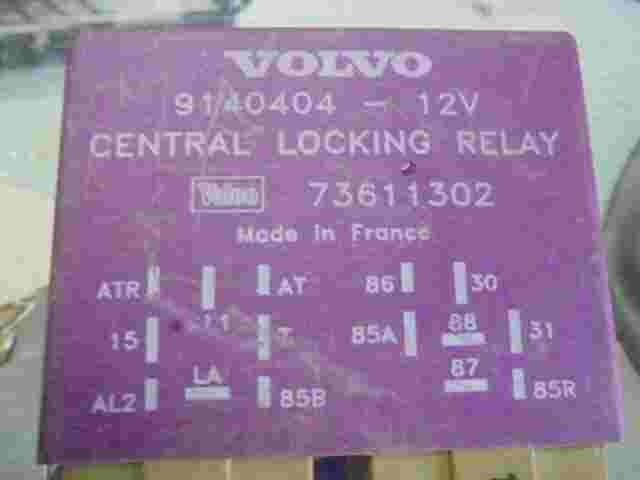 VOLVO
9140404 - 12V
CENTRAL LOCKING RELAY
Valeo 73611302
Made in France
ATR AT 86 30
15 T 85A 88 31
AL2 LA 85B 87 85R